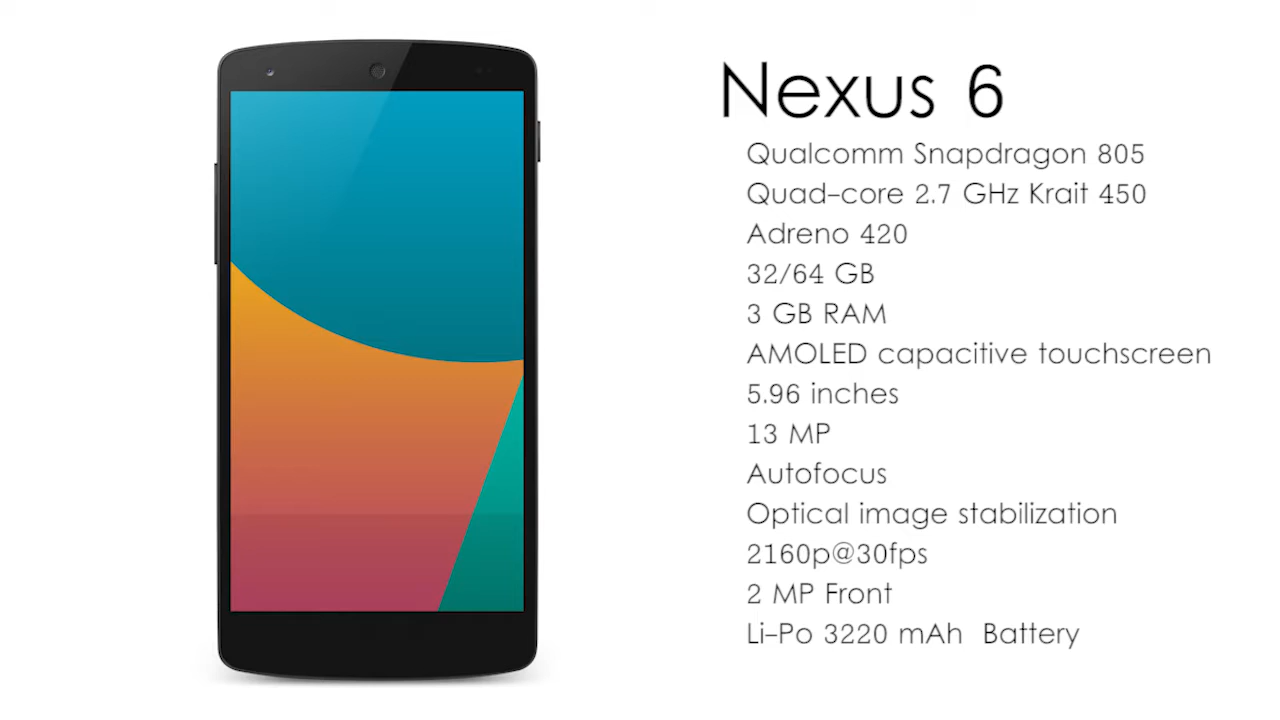 Nexus 6
Qualcomm Snapdragon 805
Quad-core 2.7 GHz Krait 450
Adreno 420
32/64 GB
3 GB RAM
AMOLED capacitive touchscreen
5.96 inches
13 MP
Autofocus
Optical image stabilization
2160p@30fps
2 MP Front
Li-Po 3220 mAh  Battery